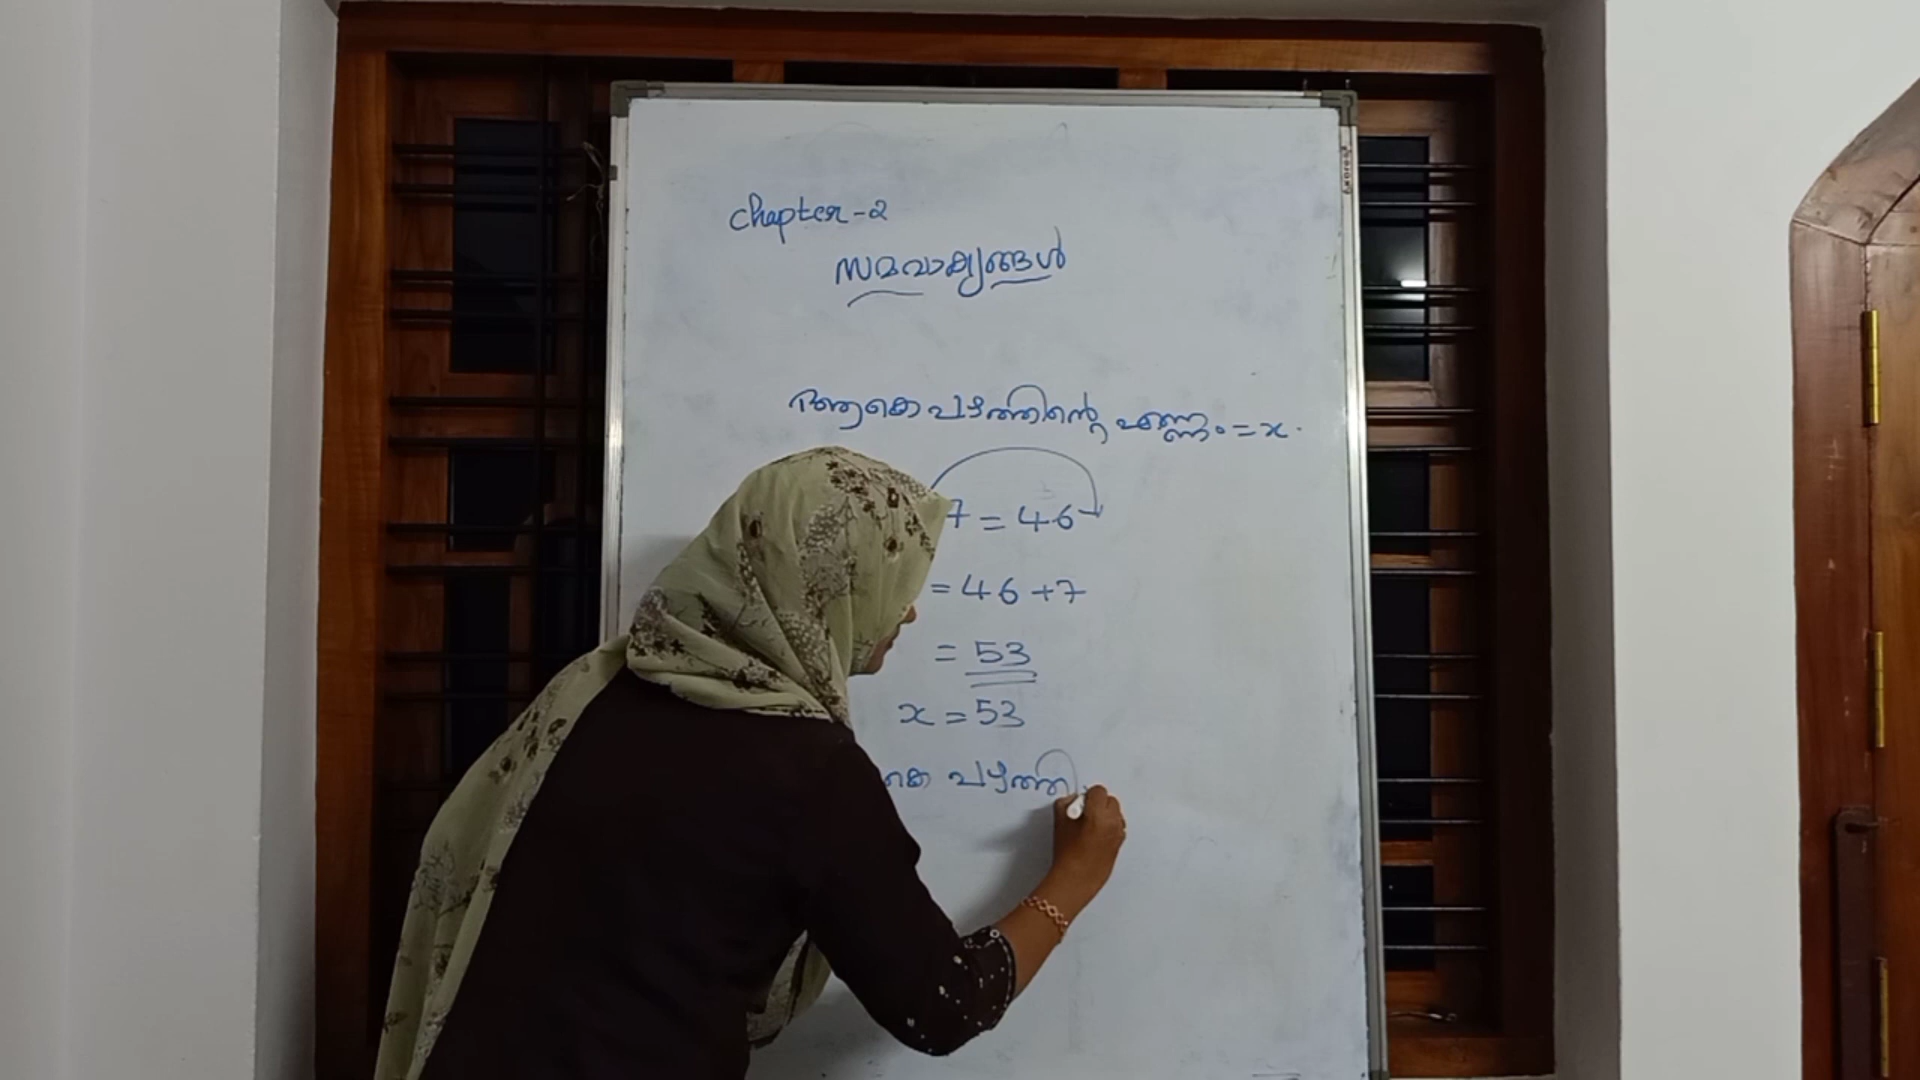 Chapter-2
സമവാക്യങ്ങൾ
ആകെ പഴത്തിന്റെ എണ്ണം = x.
7 = 46
= 46 + 7
= 53
x = 53
കെ പഴത്തി